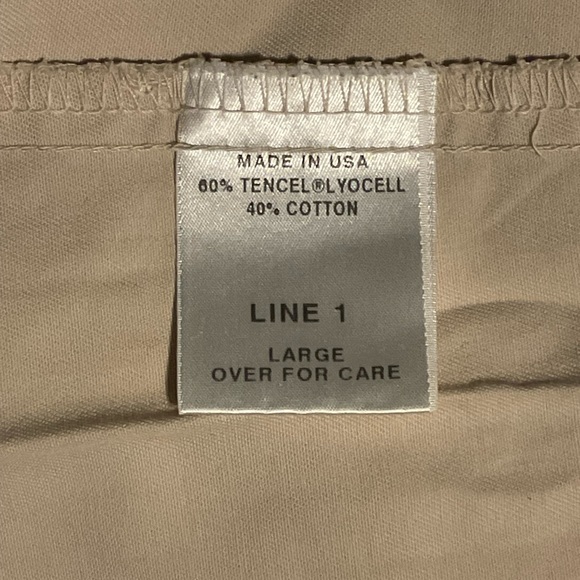 MADE IN USA
60% TENCEL®LYOCELL
40% COTTON
LINE 1
LARGE
OVER FOR CARE